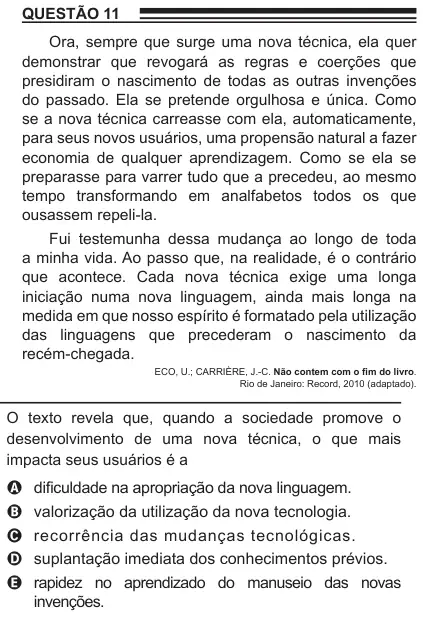 QUESTÃO 11
Ora, sempre que surge uma nova técnica, ela quer
demonstrar que revogará as regras e coerções que
presidiram o nascimento de todas as outras invenções
do passado. Ela se pretende orgulhosa e única. Como
se a nova técnica carreasse com ela, automaticamente,
para seus novos usuários, uma propensão natural a fazer
economia de qualquer aprendizagem. Como se ela se
preparasse para varrer tudo que a precedeu, ao mesmo
tempo transformando em analfabetos todos os que
ousassem repeli-la.
Fui testemunha dessa mudança ao longo de toda
a minha vida. Ao passo que, na realidade, é o contrário
que acontece. Cada nova técnica exige uma longa
iniciação numa nova linguagem, ainda mais longa na
medida em que nosso espírito é formatado pela utilização
das linguagens que precederam o nascimento da
recém-chegada.
ECO, U.; CARRIÈRE, J.-C. Não contem com o fim do livro.
Rio de Janeiro: Record, 2010 (adaptado).
O texto revela que, quando a sociedade promove o
desenvolvimento de uma nova técnica, o que mais
impacta seus usuários é a
A dificuldade na apropriação da nova linguagem.
B valorização da utilização da nova tecnologia.
C recorrência das mudanças tecnológicas.
D suplantação imediata dos conhecimentos prévios.
E rapidez no aprendizado do manuseio das novas
invenções.